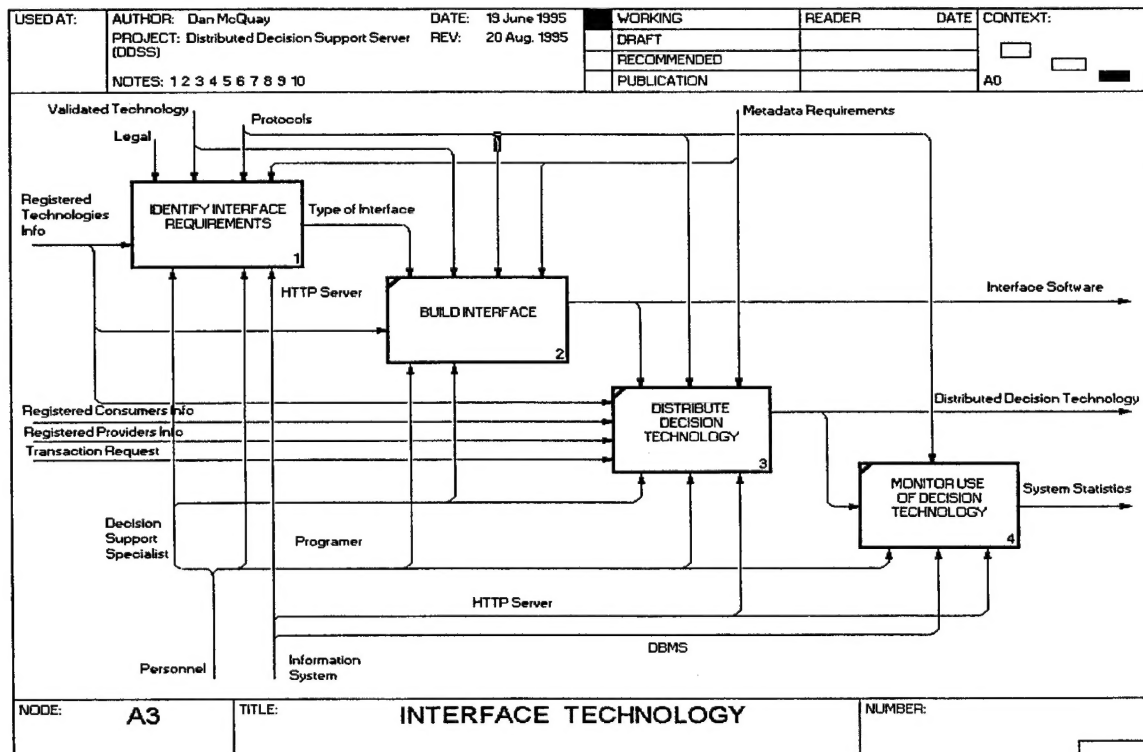 USED AT:
AUTHOR: Dan McQuay
DATE: 19 June 1995
PROJECT: Distributed Decision Support Server
(DDSS)
REV: 20 Aug. 1995
NOTES: 1 2 3 4 5 6 7 8 9 10
WORKING
DRAFT
RECOMMENDED
PUBLICATION
READER DATE
CONTEXT:
A0
Validated Technology
Protocols
Metadata Requirements
Legal
Registered
Technologies
Info
IDENTIFY INTERFACE
REQUIREMENTS
1
Type of Interface
HTTP Server
BUILD INTERFACE
2
Interface Software
Registered Consumers Info
Registered Providers Info
Transaction Request
DISTRIBUTE
DECISION
TECHNOLOGY
3
Distributed Decision Technology
MONITOR USE
OF DECISION
TECHNOLOGY
4
System Statistics
Decision
Support
Specialist
Programer
HTTP Server
DBMS
Personnel
Information
System
NODE: A3
TITLE: INTERFACE TECHNOLOGY
NUMBER: